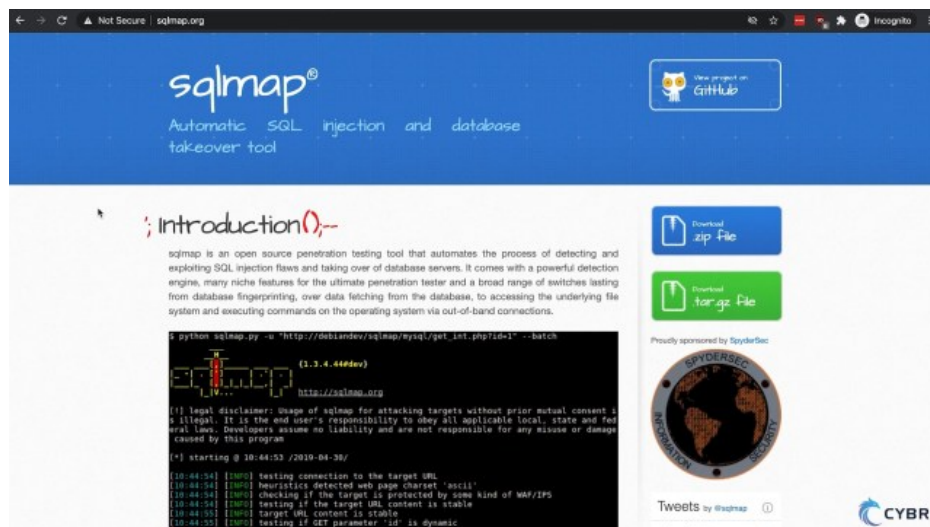 Not Secure | sqlmap.org
Incognito
sqlmap®
Automatic SQL injection and database
takeover tool
View project on
GitHub
'; Introduction();--
sqlmap is an open source penetration testing tool that automates the process of detecting and
exploiting SQL injection flaws and taking over of database servers. It comes with a powerful detection
engine, many niche features for the ultimate penetration tester and a broad range of switches lasting
from database fingerprinting, over data fetching from the database, to accessing the underlying file
system and executing commands on the operating system via out-of-band connections.
Download
.zip file
Download
.tar.gz file
Proudly sponsored by SpyderSec
SPYDERSEC
INFORMATION
SECURITY
Tweets by @sqlmap
$ python sqlmap.py -u "http://debiandev/sqlmap/mysql/get_int.php?id=1" --batch
{1.3.4.44#dev}
http://sqlmap.org
[!] legal disclaimer: Usage of sqlmap for attacking targets without prior mutual consent i
s illegal. It is the end user's responsibility to obey all applicable local, state and fed
eral laws. Developers assume no liability and are not responsible for any misuse or damage
caused by this program
[*] starting @ 10:44:53 /2019-04-30/
[10:44:54] [INFO] testing connection to the target URL
[10:44:54] [INFO] heuristics detected web page charset 'ascii'
[10:44:54] [INFO] checking if the target is protected by some kind of WAF/IPS
[10:44:54] [INFO] testing if the target URL content is stable
[10:44:55] [INFO] target URL content is stable
[10:44:55] [INFO] testing if GET parameter 'id' is dynamic
CYBR